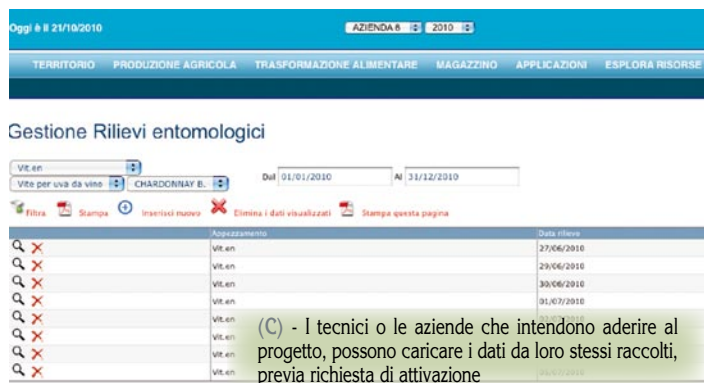 Oggi è il 21/10/2010 AZIENDA 6 2010
TERRITORIO PRODUZIONE AGRICOLA TRASFORMAZIONE ALIMENTARE MAGAZZINO APPLICAZIONI ESPLORA RISORSE
Gestione Rilievi entomologici
Vit.en
Vite per uva da vino CHARDONNAY B. Dal 01/01/2010 Al 31/12/2010
Filtra Stampa Inserisci nuovo Elimina i dati visualizzati Stampa questa pagina
Appezzamento Data rilievo
Vit.en 27/06/2010
Vit.en 29/06/2010
Vit.en 30/06/2010
Vit.en 01/07/2010
Vit.en
Vit.en
Vit.en
Vit.en
(C) - I tecnici o le aziende che intendono aderire al
progetto, possono caricare i dati da loro stessi raccolti,
previa richiesta di attivazione